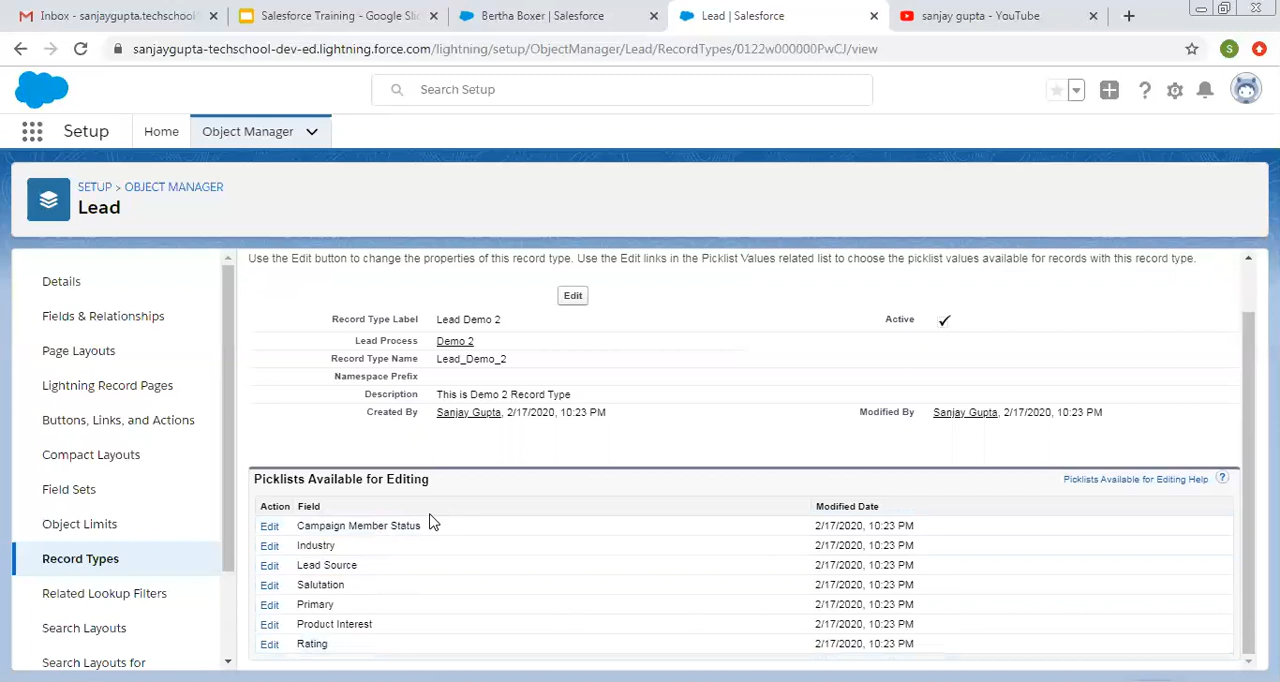 Inbox - sanjaygupta.techschool
Salesforce Training - Google Slid
Bertha Boxer | Salesforce
Lead | Salesforce
sanjay gupta - YouTube
sanjaygupta-techschool-dev-ed.lightning.force.com/lightning/setup/ObjectManager/Lead/RecordTypes/0122w000000PwCJ/view
S
Search Setup
Setup
Home
Object Manager
SETUP > OBJECT MANAGER
Lead
Details
Fields & Relationships
Page Layouts
Lightning Record Pages
Buttons, Links, and Actions
Compact Layouts
Field Sets
Object Limits
Record Types
Related Lookup Filters
Search Layouts
Search Layouts for
Use the Edit button to change the properties of this record type. Use the Edit links in the Picklist Values related list to choose the picklist values available for records with this record type.
Edit
Record Type Label Lead Demo 2 Active
Lead Process Demo 2
Record Type Name Lead_Demo_2
Namespace Prefix
Description This is Demo 2 Record Type
Created By Sanjay Gupta, 2/17/2020, 10:23 PM Modified By Sanjay Gupta, 2/17/2020, 10:23 PM
Picklists Available for Editing Picklists Available for Editing Help ?
Action Field Modified Date
Edit Campaign Member Status 2/17/2020, 10:23 PM
Edit Industry 2/17/2020, 10:23 PM
Edit Lead Source 2/17/2020, 10:23 PM
Edit Salutation 2/17/2020, 10:23 PM
Edit Primary 2/17/2020, 10:23 PM
Edit Product Interest 2/17/2020, 10:23 PM
Edit Rating 2/17/2020, 10:23 PM